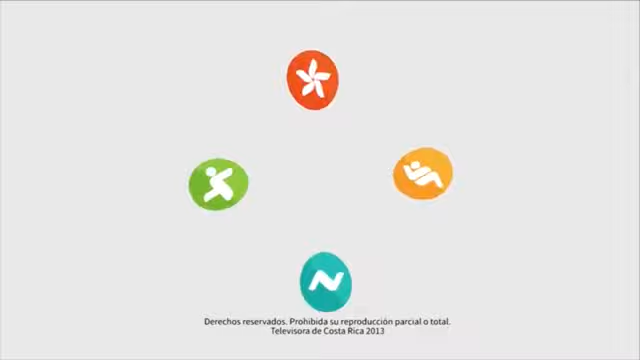 Derechos reservados. Prohibida su reproducción parcial o total.
Televisora de Costa Rica 2013